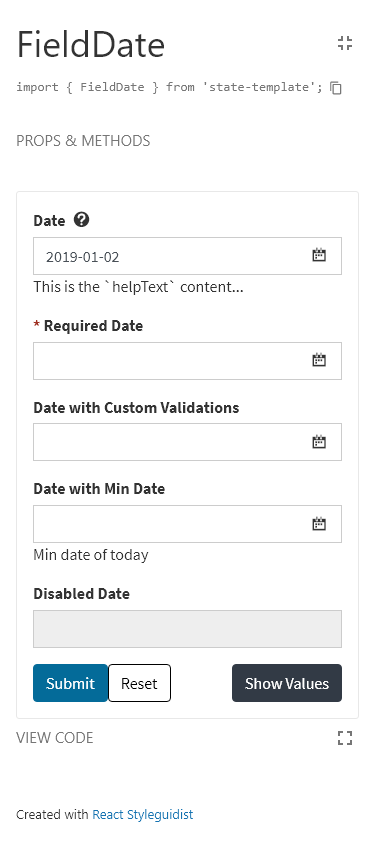 FieldDate
import { FieldDate } from 'state-template';
PROPS & METHODS
Date
2019-01-02
This is the `helpText` content...
* Required Date
Date with Custom Validations
Date with Min Date
Min date of today
Disabled Date
Submit Reset Show Values
VIEW CODE
Created with React Styleguidist